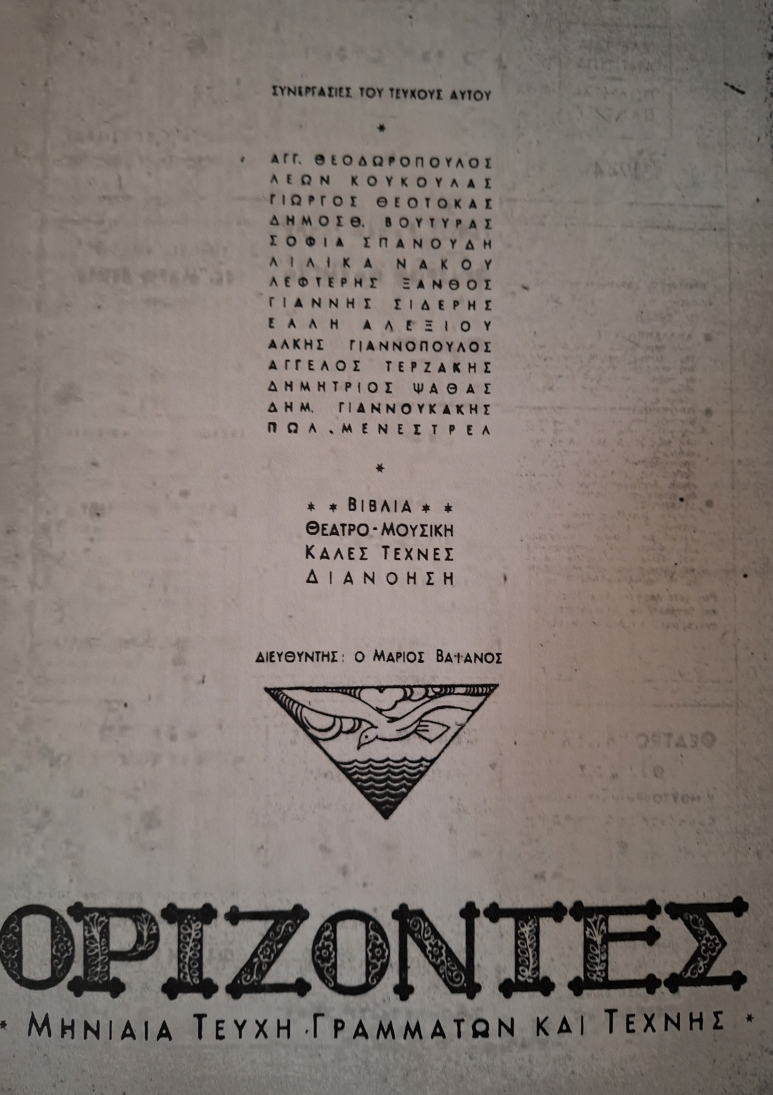 ΣΥΝΕΡΓΑΣΙΕΣ ΤΟΥ ΤΕΥΧΟΥΣ ΑΥΤΟΥ
*
ΑΓΓ. ΘΕΟΔΩΡΟΠΟΥΛΟΣ
ΛΕΩΝ ΚΟΥΚΟΥΛΑΣ
ΓΙΩΡΓΟΣ ΘΕΟΤΟΚΑΣ
ΔΗΜΟΣΘ. ΒΟΥΤΥΡΑΣ
ΣΟΦΙΑ ΣΠΑΝΟΥΔΗ
ΛΙΛΙΚΑ ΝΑΚΟΥ
ΛΕΦΤΕΡΗΣ ΞΑΝΘΟΣ
ΓΙΑΝΝΗΣ ΣΙΔΕΡΗΣ
ΕΛΛΗ ΑΛΕΞΙΟΥ
ΑΛΚΗΣ ΓΙΑΝΝΟΠΟΥΛΟΣ
ΑΓΓΕΛΟΣ ΤΕΡΖΑΚΗΣ
ΔΗΜΗΤΡΙΟΣ ΨΑΘΑΣ
ΔΗΜ. ΓΙΑΝΝΟΥΚΑΚΗΣ
ΠΩΛ. ΜΕΝΕΣΤΡΕΛ
*
* * ΒΙΒΛΙΑ * *
ΘΕΑΤΡΟ - ΜΟΥΣΙΚΗ
ΚΑΛΕΣ ΤΕΧΝΕΣ
ΔΙΑΝΟΗΣΗ
ΔΙΕΥΘΥΝΤΗΣ: Ο ΜΑΡΙΟΣ ΒΑΪΑΝΟΣ
ΟΡΙΖΟΝΤΕΣ
* ΜΗΝΙΑΙΑ ΤΕΥΧΗ ΓΡΑΜΜΑΤΩΝ ΚΑΙ ΤΕΧΝΗΣ *